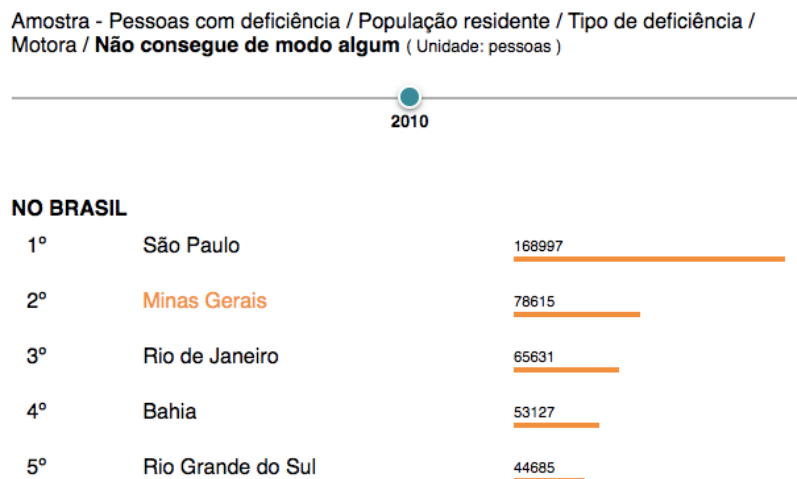 Amostra - Pessoas com deficiência / População residente / Tipo de deficiência /
Motora / Não consegue de modo algum ( Unidade: pessoas )
2010
NO BRASIL
1º São Paulo 168997
2º Minas Gerais 78615
3º Rio de Janeiro 65631
4º Bahia 53127
5º Rio Grande do Sul 44685